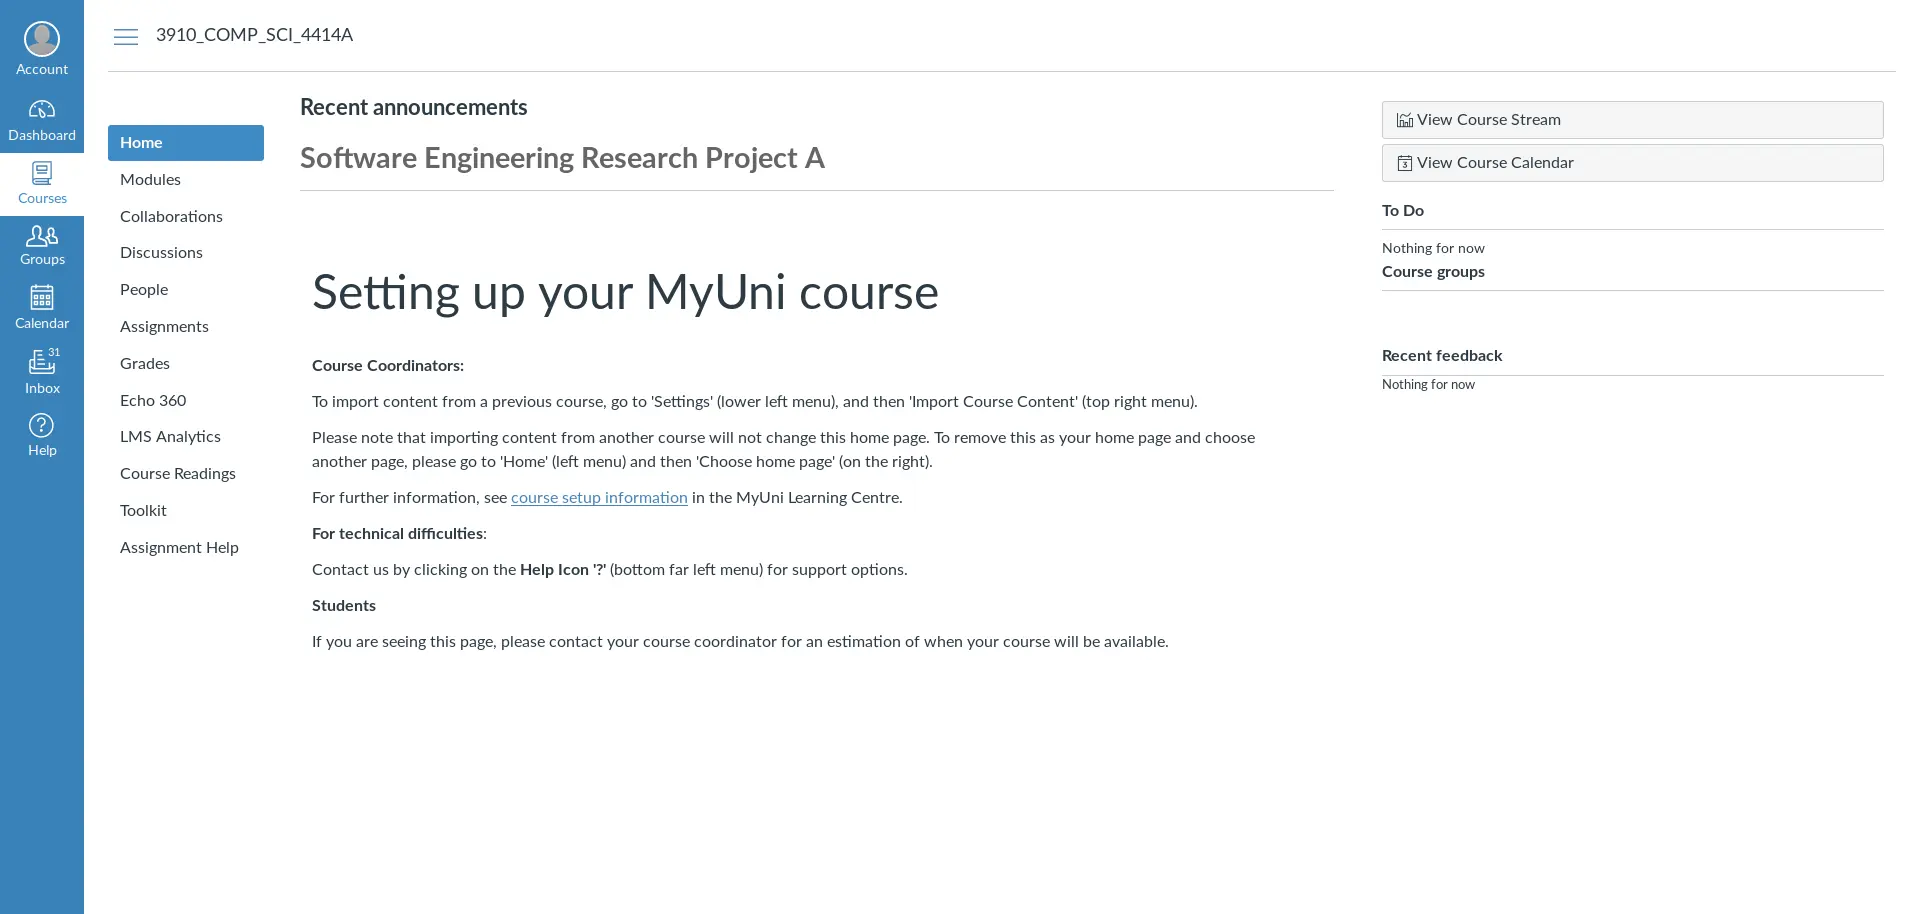 Account
Dashboard
Courses
Groups
Calendar
31
Inbox
?
Help
3910_COMP_SCI_4414A
Home
Modules
Collaborations
Discussions
People
Assignments
Grades
Echo 360
LMS Analytics
Course Readings
Toolkit
Assignment Help
Recent announcements
Software Engineering Research Project A
Setting up your MyUni course
Course Coordinators:
To import content from a previous course, go to 'Settings' (lower left menu), and then 'Import Course Content' (top right menu).
Please note that importing content from another course will not change this home page. To remove this as your home page and choose
another page, please go to 'Home' (left menu) and then 'Choose home page' (on the right).
For further information, see course setup information in the MyUni Learning Centre.
For technical difficulties:
Contact us by clicking on the Help Icon '?' (bottom far left menu) for support options.
Students
If you are seeing this page, please contact your course coordinator for an estimation of when your course will be available.
View Course Stream
3
View Course Calendar
To Do
Nothing for now
Course groups
Recent feedback
Nothing for now